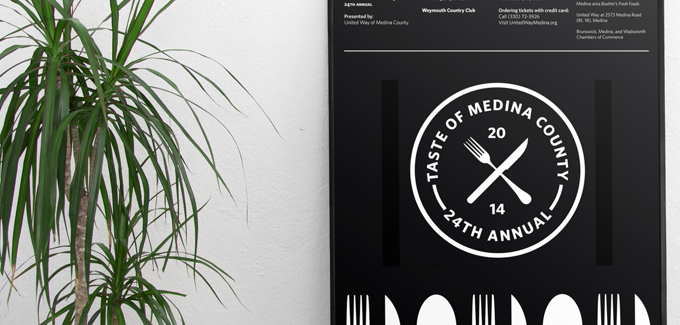 24TH ANNUAL
Presented by:
United Way of Medina County
Weymouth Country Club
Ordering tickets with credit card:
Call (330) 72-3926
Visit UnitedWayMedina.org
Medina area Buehler's Fresh Foods
United Way at 2573 Medina Road
(Rt. 18), Medina
Brunswick, Medina, and Wadsworth
Chambers of Commerce
TASTE OF MEDINA COUNTY
20
14
24TH ANNUAL